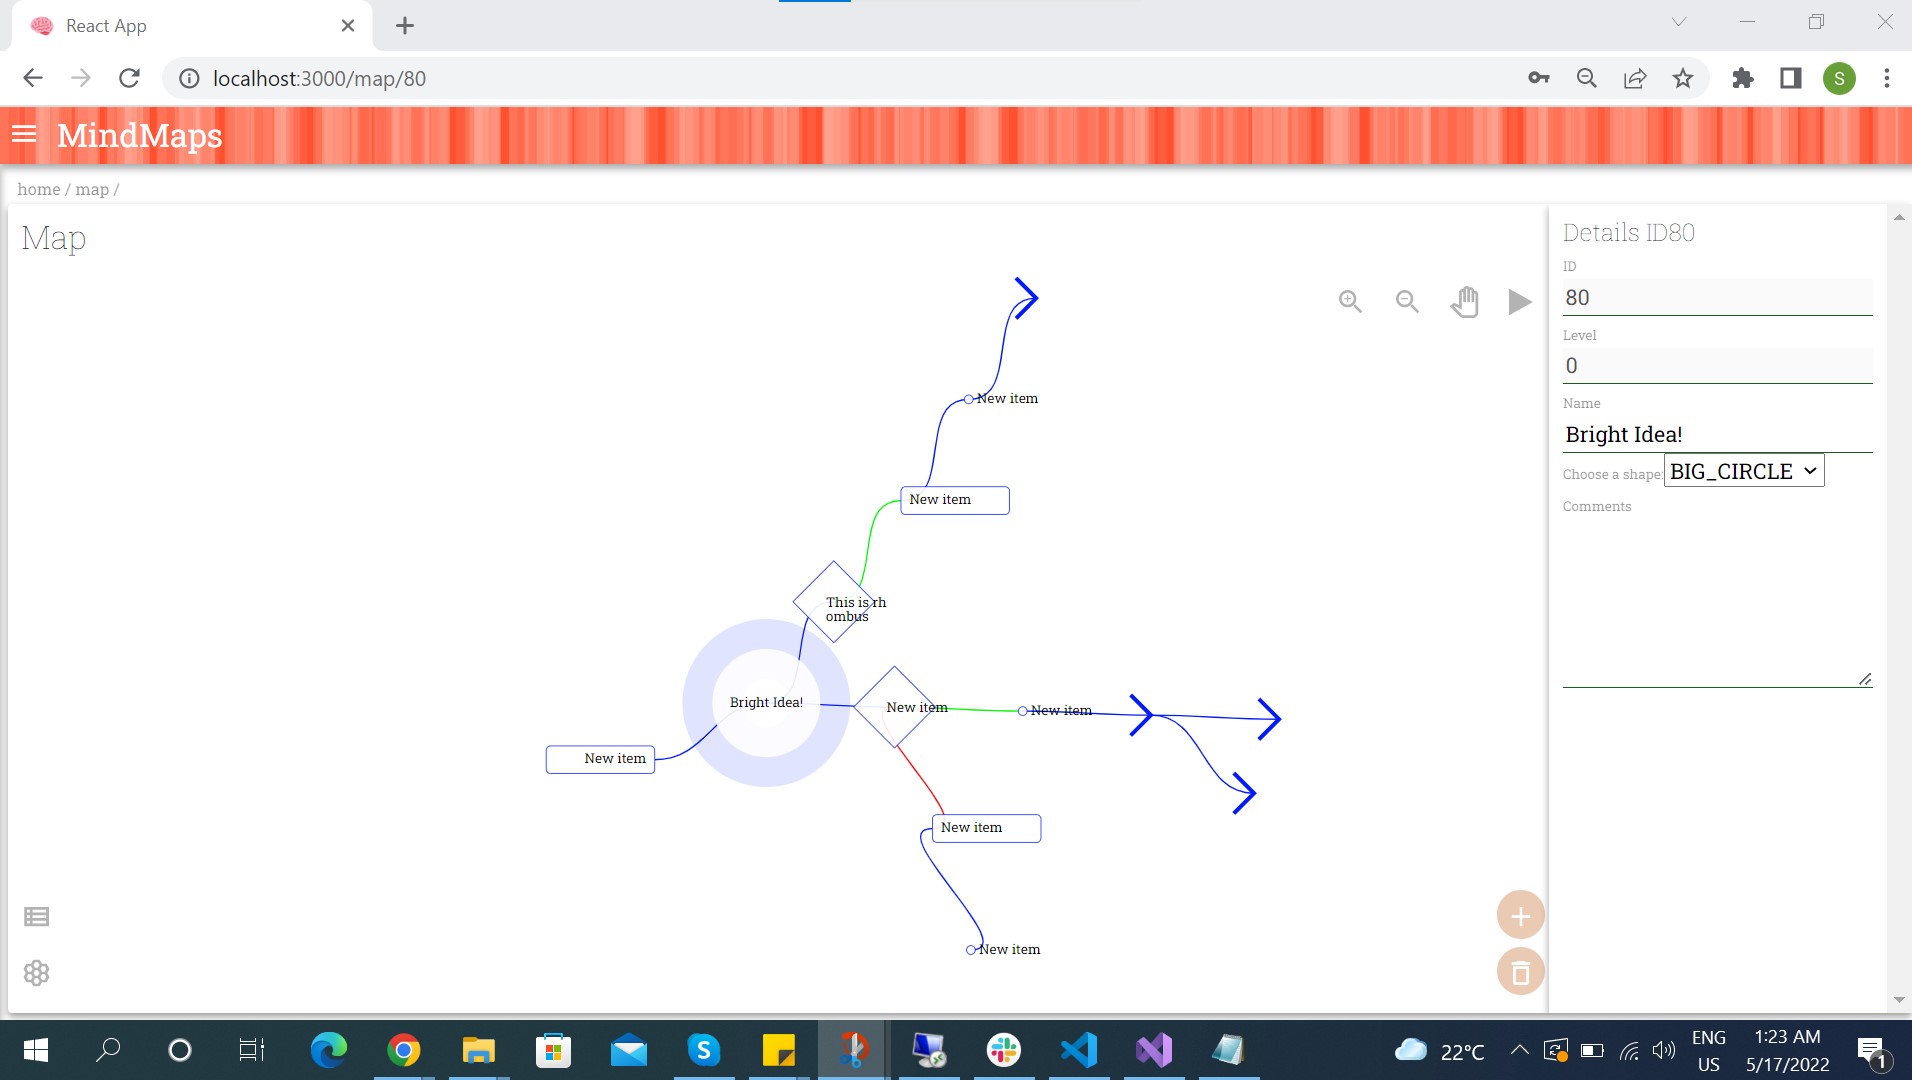 React App
localhost:3000/map/80
S
MindMaps
home / map /
Map
Details ID80
ID
80
Level
0
Name
Bright Idea!
Choose a shape:
BIG_CIRCLE
Comments
New item
New item
This is rh
ombus
Bright Idea!
New item
New item
New item
New item
New item
S
22°C
ENG
US
1:23 AM
5/17/2022
1